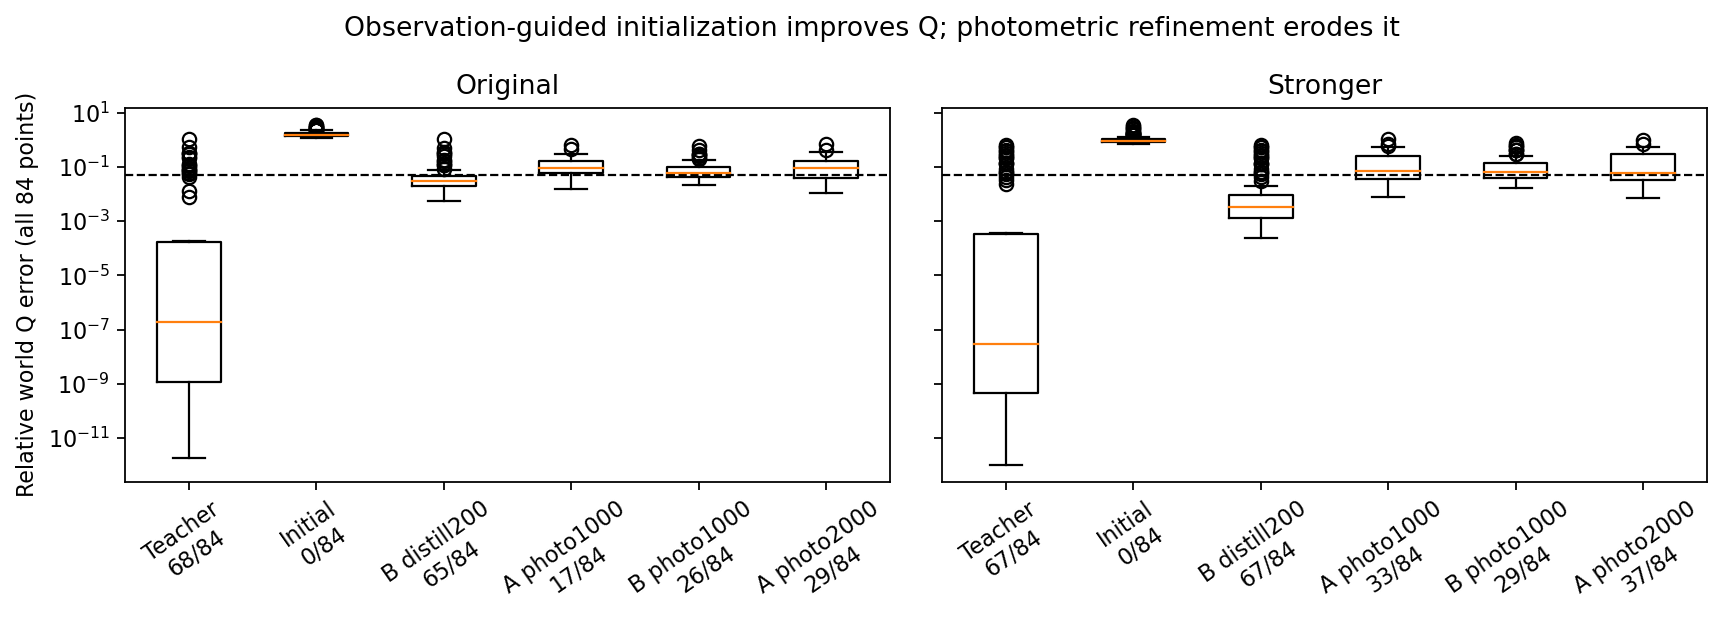 Observation-guided initialization improves Q; photometric refinement erodes it
Original
Stronger
Relative world Q error (all 84 points)
10¹
10⁻¹
10⁻³
10⁻⁵
10⁻⁷
10⁻⁹
10⁻¹¹
Teacher
68/84
Initial
0/84
B distill200
65/84
A photo1000
17/84
B photo1000
26/84
A photo2000
29/84
Teacher
67/84
Initial
0/84
B distill200
67/84
A photo1000
33/84
B photo1000
29/84
A photo2000
37/84